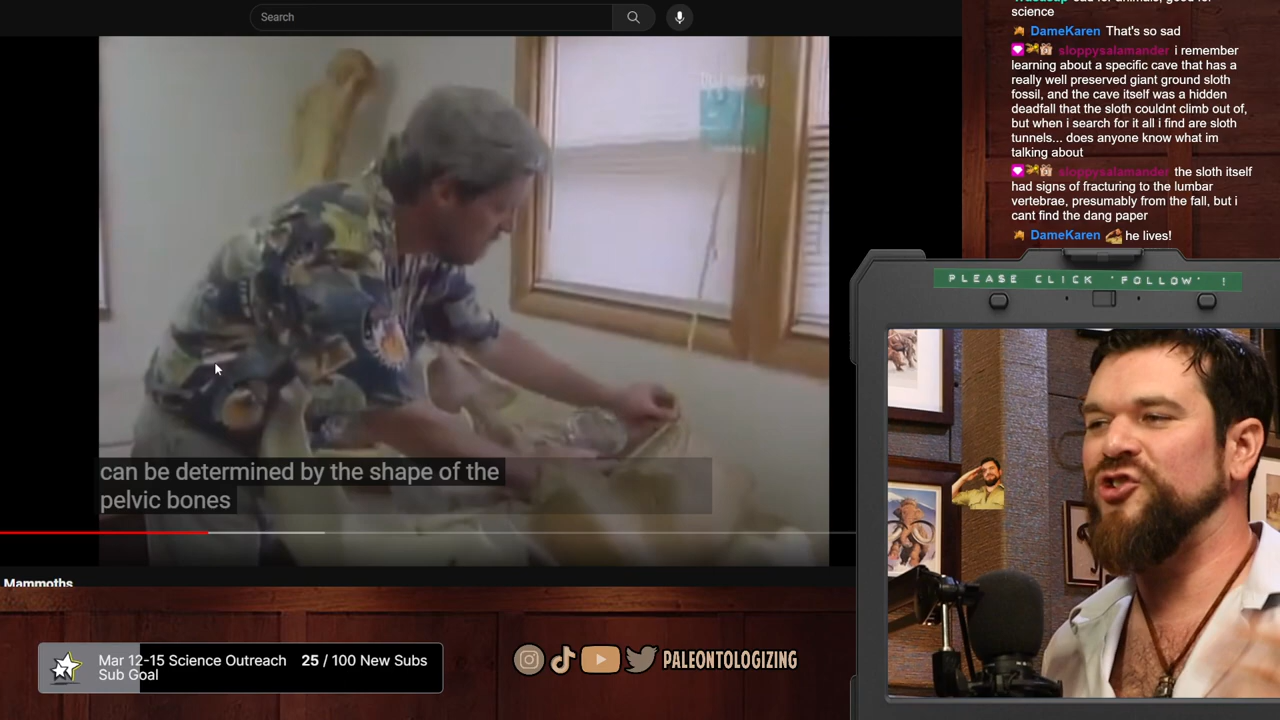 Search
science
DameKaren That's so sad
sloppysalamander i remember
learning about a specific cave that has a
really well preserved giant ground sloth
fossil, and the cave itself was a hidden
deadfall that the sloth couldnt climb out of,
but when i search for it all i find are sloth
tunnels... does anyone know what im
talking about
sloppysalamander the sloth itself
had signs of fracturing to the lumbar
vertebrae, presumably from the fall, but i
cant find the dang paper
DameKaren he lives!
PLEASE CLICK "FOLLOW" !
can be determined by the shape of the
pelvic bones
Mammoths
Mar 12-15 Science Outreach 25 / 100 New Subs
Sub Goal
PALEONTOLOGIZING